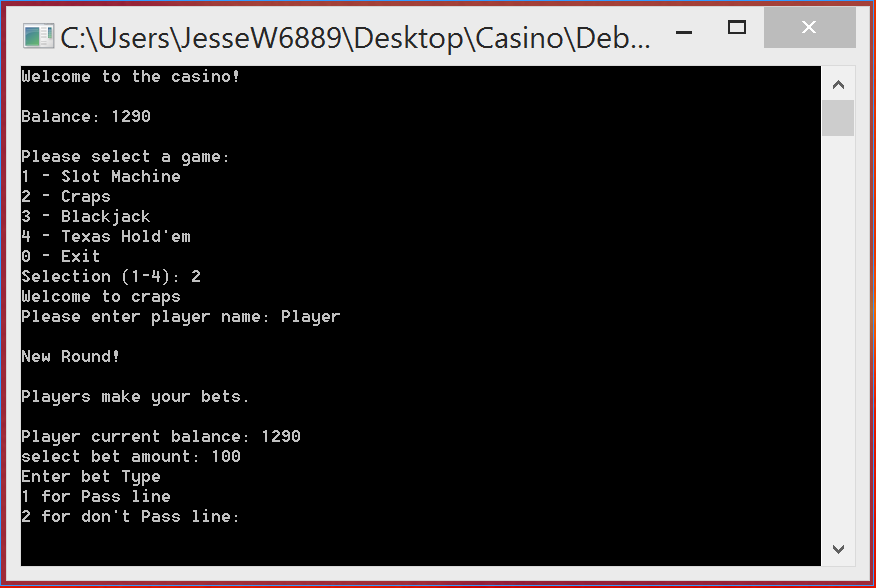 C:\Users\JesseW6889\Desktop\Casino\Deb...
Welcome to the casino!
Balance: 1290
Please select a game:
1 - Slot Machine
2 - Craps
3 - Blackjack
4 - Texas Hold'em
0 - Exit
Selection (1-4): 2
Welcome to craps
Please enter player name: Player
New Round!
Players make your bets.
Player current balance: 1290
select bet amount: 100
Enter bet Type
1 for Pass line
2 for don't Pass line: